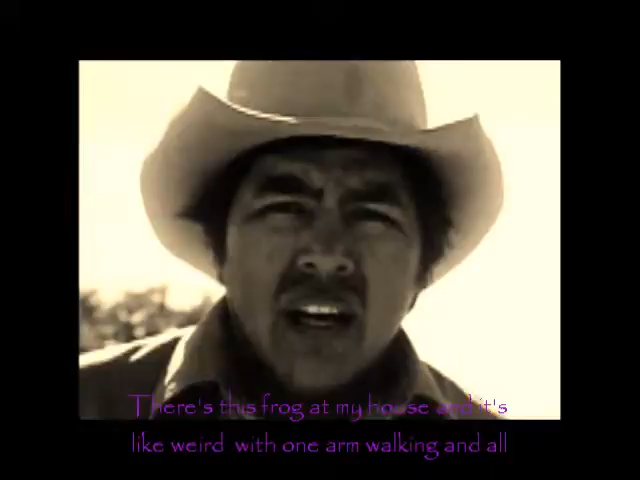 There's this frog at my house and it's
like weird with one arm walking and all